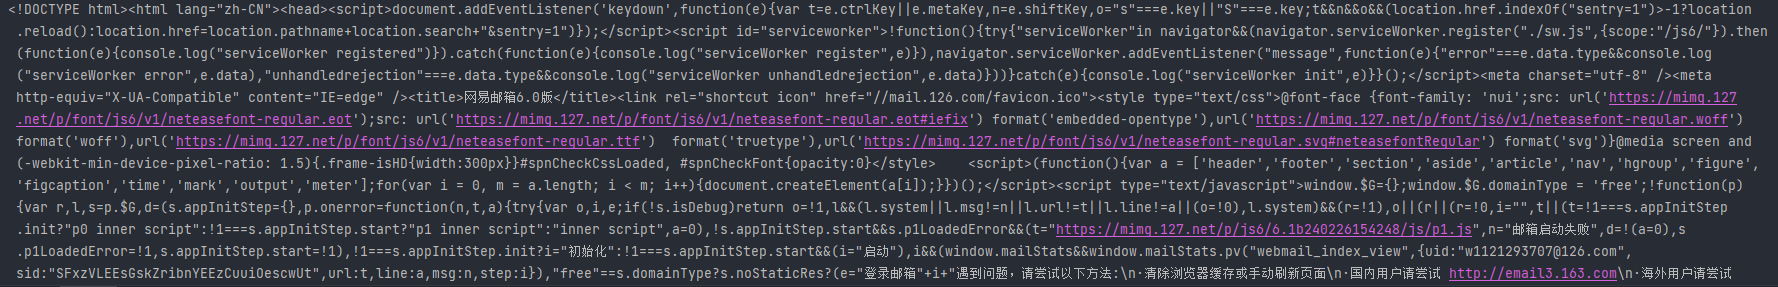 <!DOCTYPE html><html lang="zh-CN"><head><script>document.addEventListener('keydown',function(e){var t=e.ctrlKey||e.metaKey,n=e.shiftKey,o="s"===e.key||"S"===e.key;t&&n&&o&&(location.href.indexOf("sentry=1")>-1?location
.reload():location.href=location.pathname+location.search+"&sentry=1")});</script><script id="serviceworker">!function(){try{"serviceWorker"in navigator&&(navigator.serviceWorker.register("./sw.js",{scope:"/js6/"}).then
(function(e){console.log("serviceWorker registered")}).catch(function(e){console.log("serviceWorker register",e)}),navigator.serviceWorker.addEventListener("message",function(e){"error"===e.data.type&&console.log
("serviceWorker error",e.data),"unhandledrejection"===e.data.type&&console.log("serviceWorker unhandledrejection",e.data)}))}catch(e){console.log("serviceWorker init",e)}}();</script><meta charset="utf-8" /><meta
http-equiv="X-UA-Compatible" content="IE=edge" /><title>网易邮箱6.0版</title><link rel="shortcut icon" href="//mail.126.com/favicon.ico"><style type="text/css">@font-face {font-family: 'nui';src: url('https://mimg.127
.net/p/font/js6/v1/neteasefont-regular.eot');src: url('https://mimg.127.net/p/font/js6/v1/neteasefont-regular.eot#iefix') format('embedded-opentype'),url('https://mimg.127.net/p/font/js6/v1/neteasefont-regular.woff')
format('woff'),url('https://mimg.127.net/p/font/js6/v1/neteasefont-regular.ttf')  format('truetype'),url('https://mimg.127.net/p/font/js6/v1/neteasefont-regular.svg#neteasefontRegular') format('svg')}@media screen and
(-webkit-min-device-pixel-ratio: 1.5){.frame-isHD{width:300px}}#spnCheckCssLoaded, #spnCheckFont{opacity:0}</style>    <script>(function(){var a = ['header','footer','section','aside','article','nav','hgroup','figure',
'figcaption','time','mark','output','meter'];for(var i = 0, m = a.length; i < m; i++){document.createElement(a[i]);}})();</script><script type="text/javascript">window.$G={};window.$G.domainType = 'free';!function(p)
{var r,l,s=p.$G,d=(s.appInitStep={},p.onerror=function(n,t,a){try{var o,i,e;if(!s.isDebug)return o=!1,l&&(l.system||l.msg!=n||l.url!=t||l.line!=a||(o=!0),l.system)&&(r=!1),o||(r||(r=!0,i="",t||(t=!1===s.appInitStep
.init?"p0 inner script":!1===s.appInitStep.start?"p1 inner script":"inner script",a=0),!s.appInitStep.start&&s.p1LoadedError&&(t="https://mimg.127.net/p/js6/6.1b240226154248/js/p1.js",n="邮箱启动失败",d=!(a=0),s
.p1LoadedError=!1,s.appInitStep.start=!1),!1===s.appInitStep.init?i="初始化":!1===s.appInitStep.start&&(i="启动"),i&&(window.mailStats&&window.mailStats.pv("webmail_index_view",{uid:"w1121293707@126.com",
sid:"SFxzVLEEsGskZribnYEEzCuuiOescwUt",url:t,line:a,msg:n,step:i}),"free"==s.domainType?s.noStaticRes?(e="登录邮箱"+i+"遇到问题，请尝试以下方法:\n·清除浏览器缓存或手动刷新页面\n·国内用户请尝试 http://email3.163.com\n·海外用户请尝试